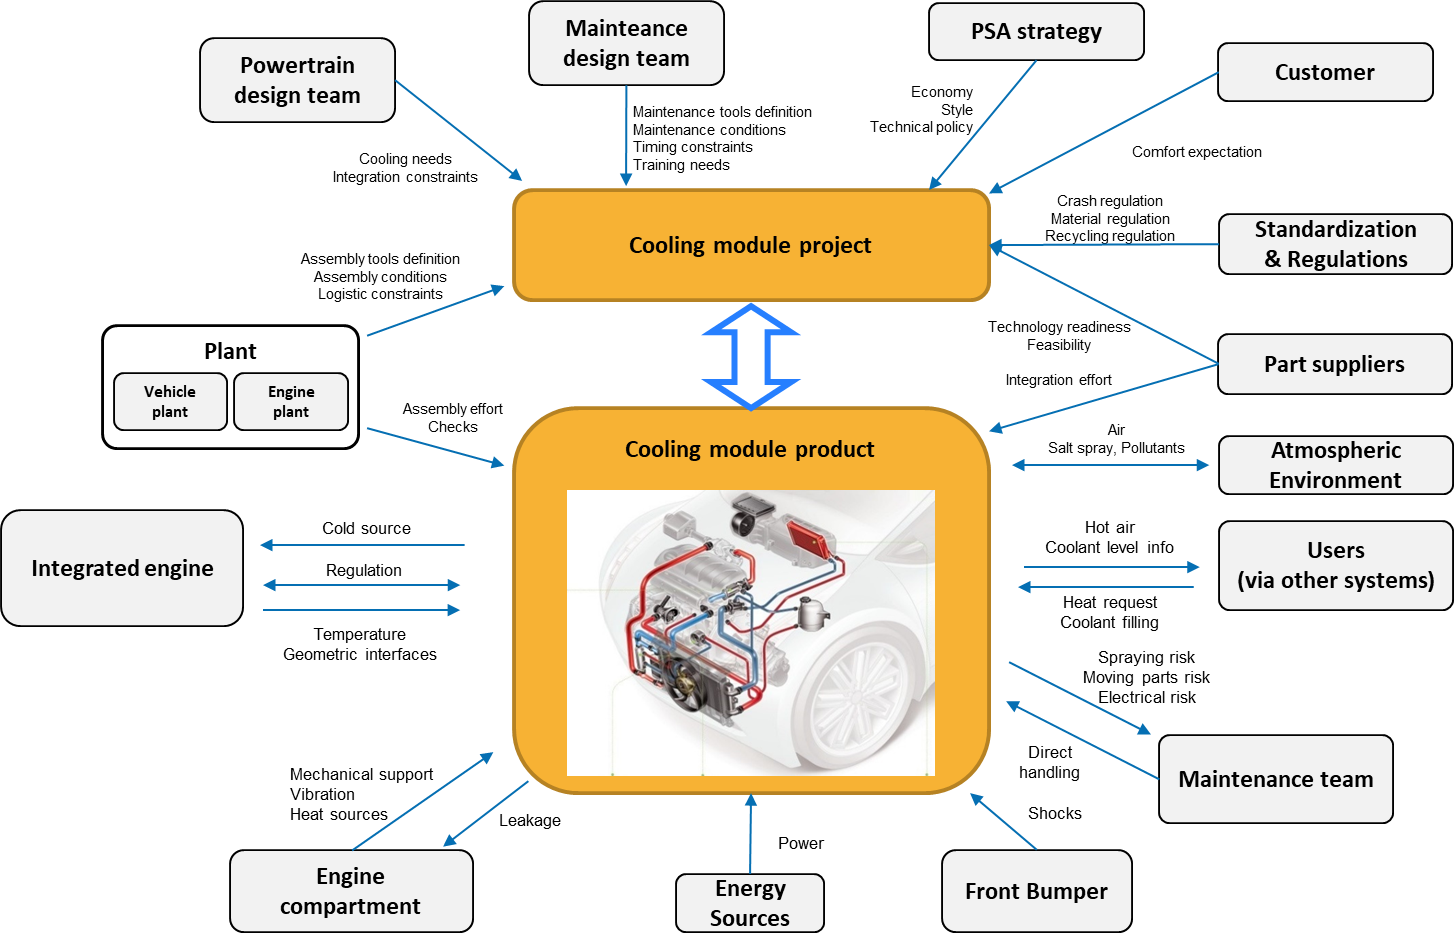 Mainteance
design team
PSA strategy
Powertrain
design team
Customer
Economy
Style
Technical policy
Maintenance tools definition
Maintenance conditions
Timing constraints
Training needs
Cooling needs
Integration constraints
Comfort expectation
Crash regulation
Material regulation
Recycling regulation
Standardization
& Regulations
Cooling module project
Assembly tools definition
Assembly conditions
Logistic constraints
Technology readiness
Feasibility
Part suppliers
Plant
Vehicle
plant
Engine
plant
Integration effort
Assembly effort
Checks
Air
Salt spray, Pollutants
Atmospheric
Environment
Cooling module product
Cold source
Regulation
Temperature
Geometric interfaces
Integrated engine
Hot air
Coolant level info
Heat request
Coolant filling
Users
(via other systems)
Spraying risk
Moving parts risk
Electrical risk
Direct
handling
Maintenance team
Mechanical support
Vibration
Heat sources
Leakage
Power
Shocks
Engine
compartment
Energy
Sources
Front Bumper